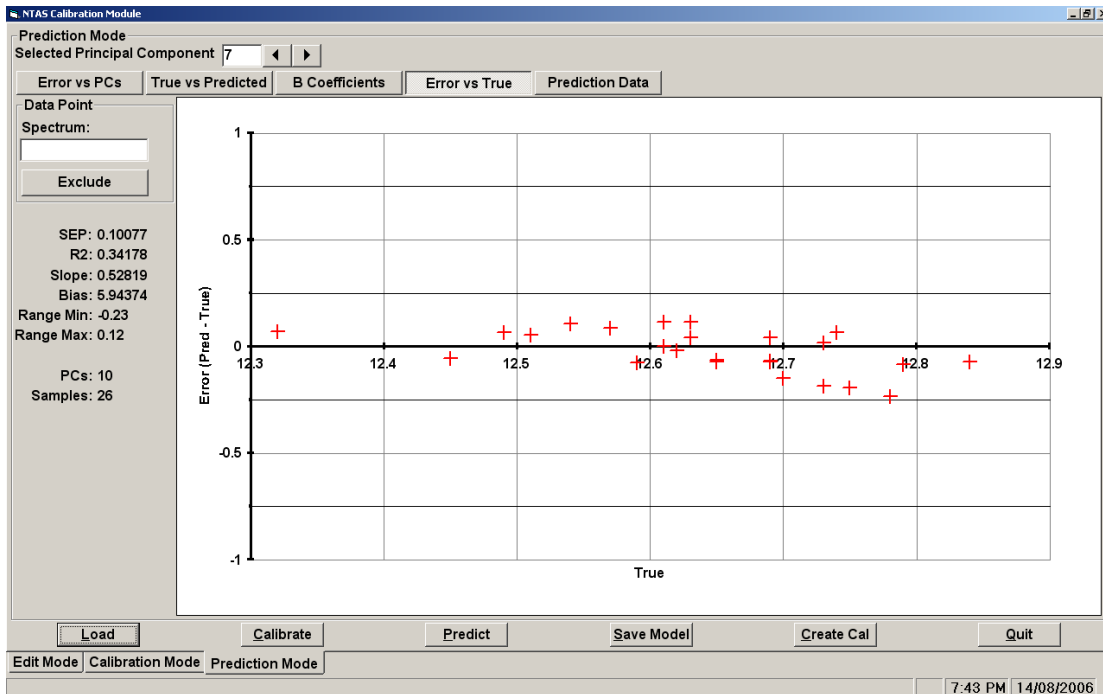 NTAS Calibration Module
Prediction Mode
Selected Principal Component 7
Error vs PCs True vs Predicted B Coefficients Error vs True Prediction Data
Data Point
Spectrum:
Exclude
SEP: 0.10077
R2: 0.34178
Slope: 0.52819
Bias: 5.94374
Range Min: -0.23
Range Max: 0.12
PCs: 10
Samples: 26
Error (Pred - True)
1
0.5
0
-0.5
-1
12.3 12.4 12.5 12.6 12.7 12.8 12.9
True
Load Calibrate Predict Save Model Create Cal Quit
Edit Mode Calibration Mode Prediction Mode
7:43 PM 14/08/2006